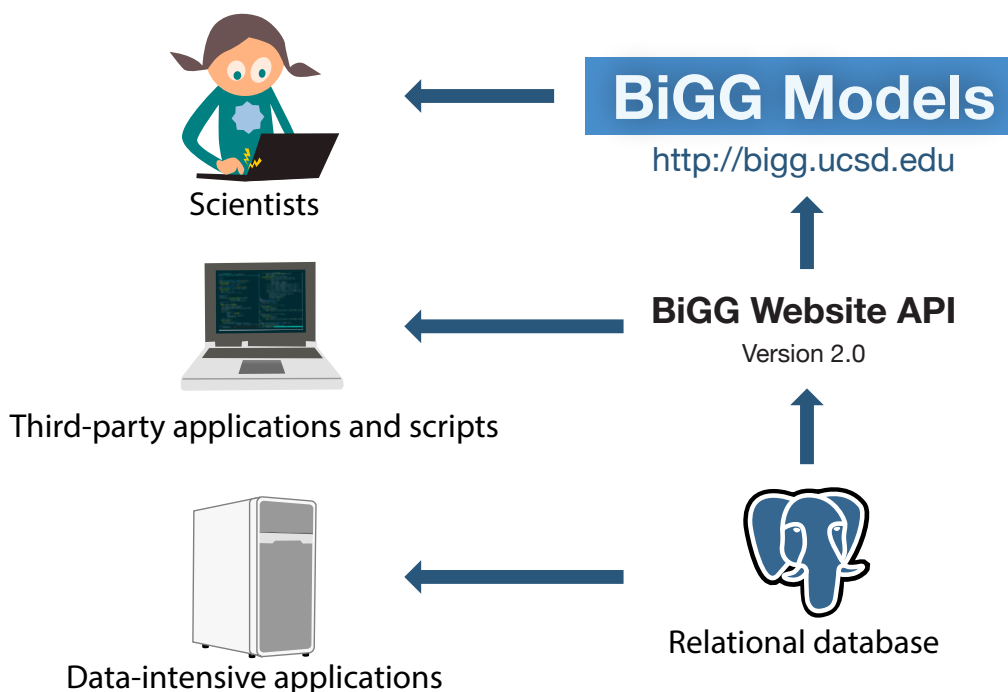 BiGG Models
http://bigg.ucsd.edu
Scientists
BiGG Website API
Version 2.0
Third-party applications and scripts
Relational database
Data-intensive applications